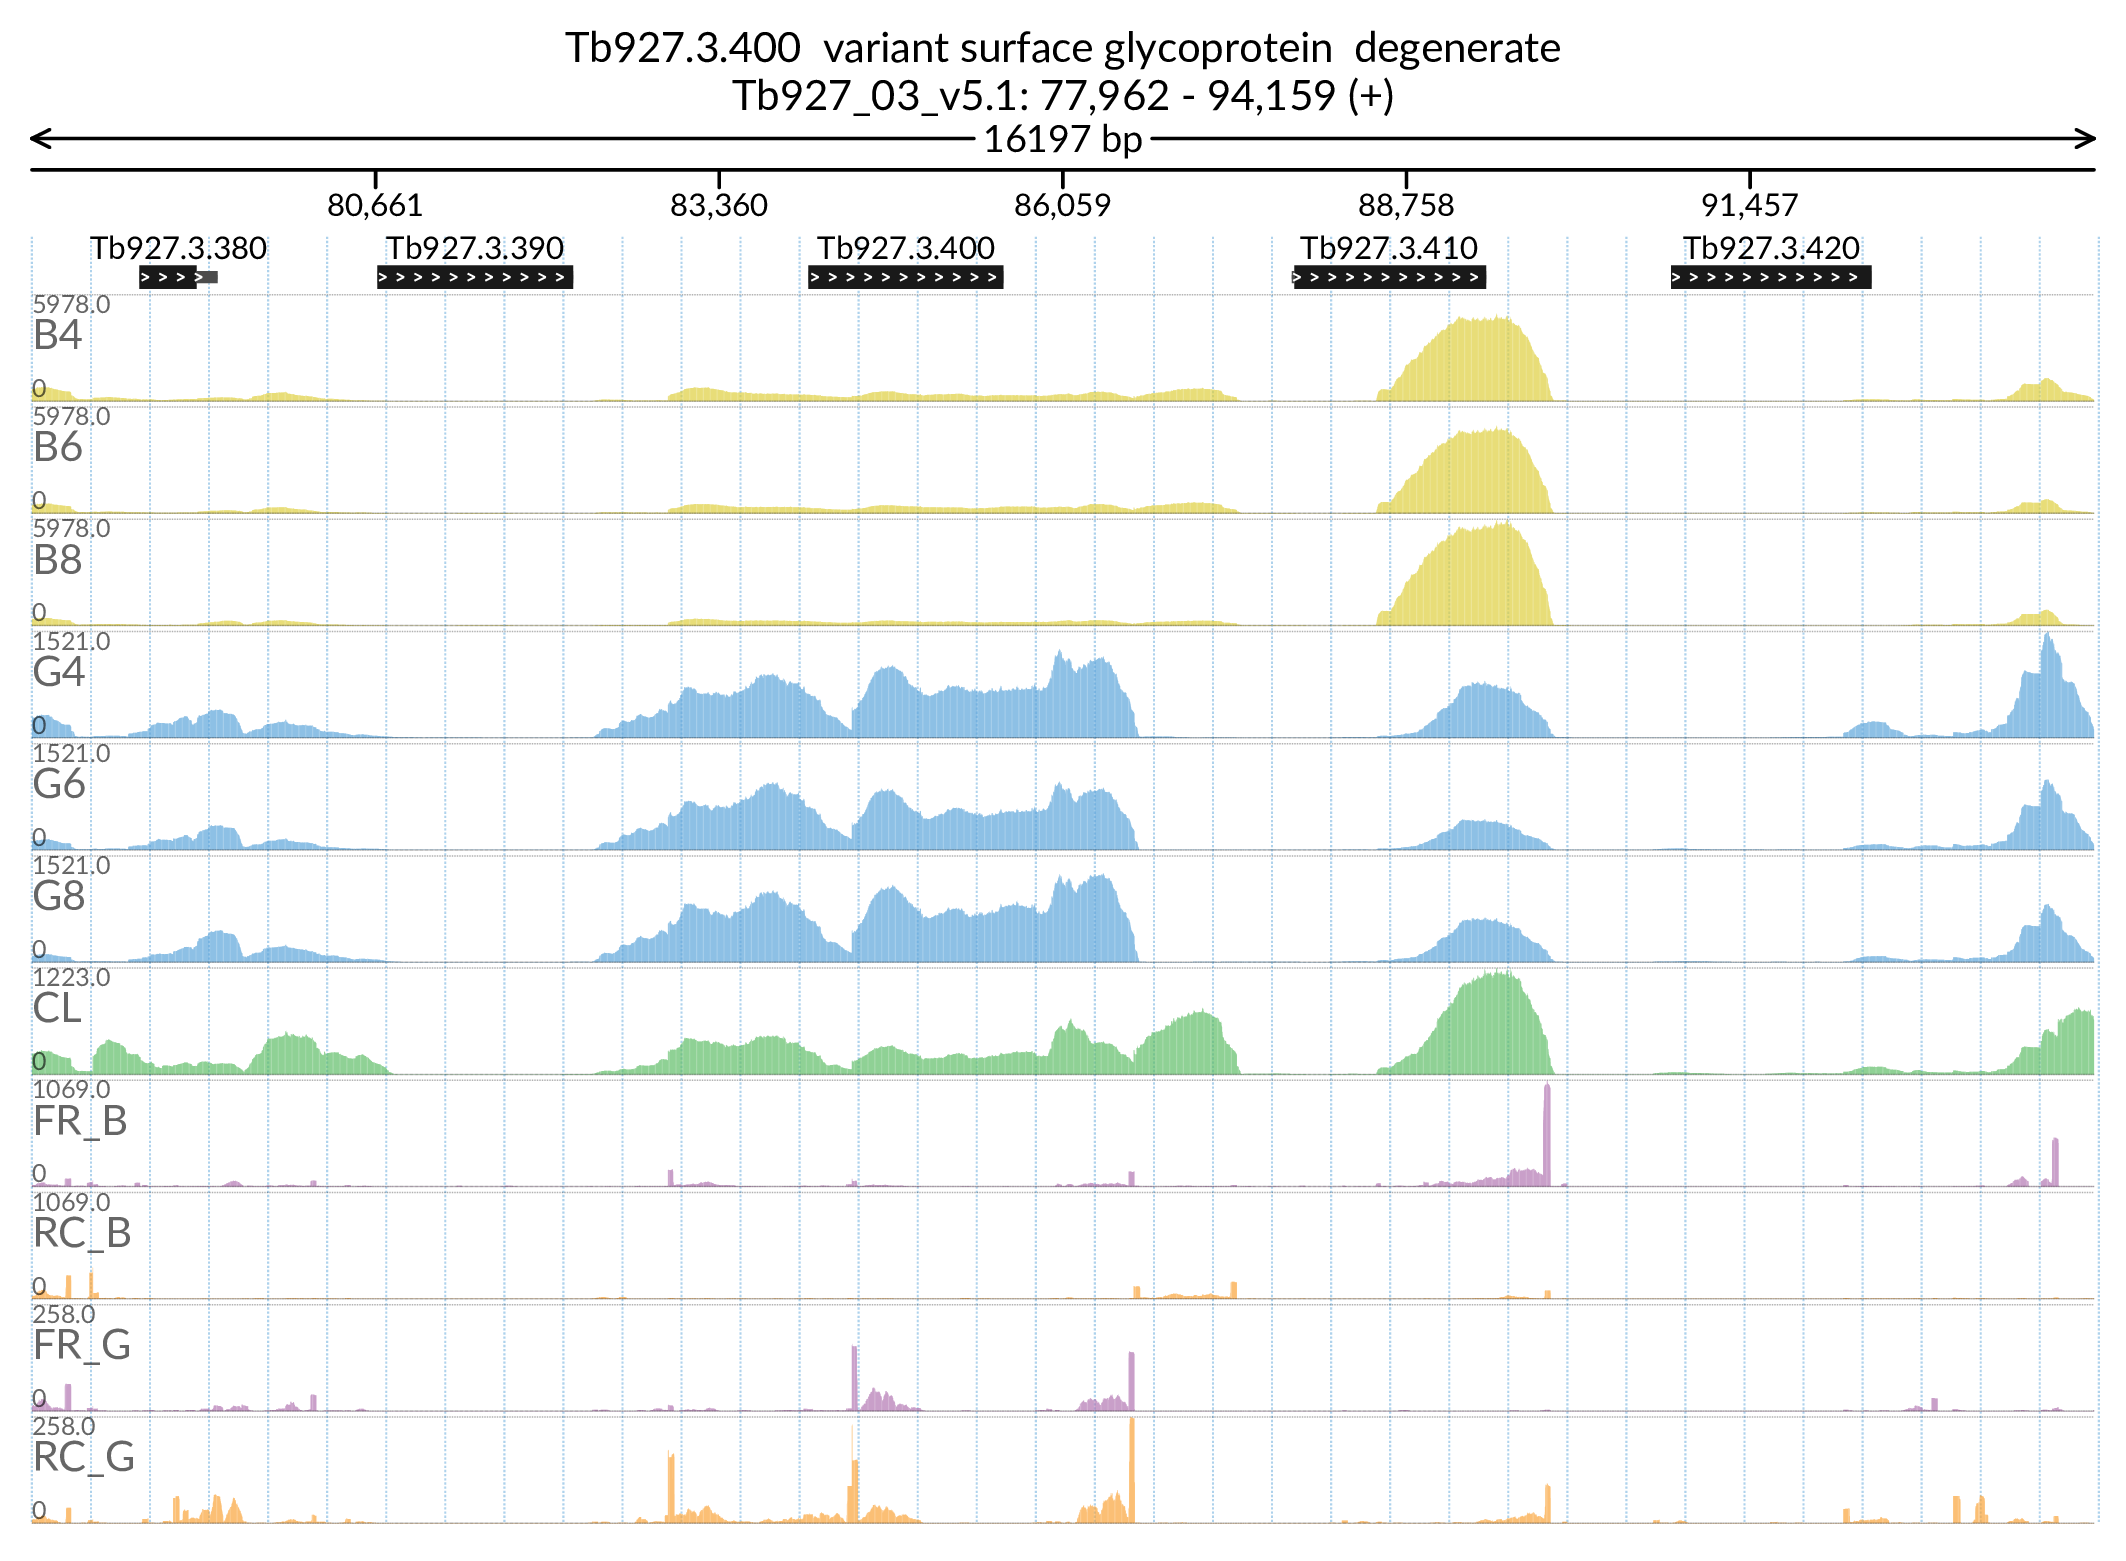 Tb927.3.400  variant surface glycoprotein  degenerate
Tb927_03_v5.1: 77,962 - 94,159 (+)
16197 bp
80,661 83,360 86,059 88,758 91,457
Tb927.3.380 Tb927.3.390 Tb927.3.400 Tb927.3.410 Tb927.3.420
5978.0
B4
0
5978.0
B6
0
5978.0
B8
0
1521.0
G4
0
1521.0
G6
0
1521.0
G8
0
1223.0
CL
0
1069.0
FR_B
0
1069.0
RC_B
0
258.0
FR_G
0
258.0
RC_G
0